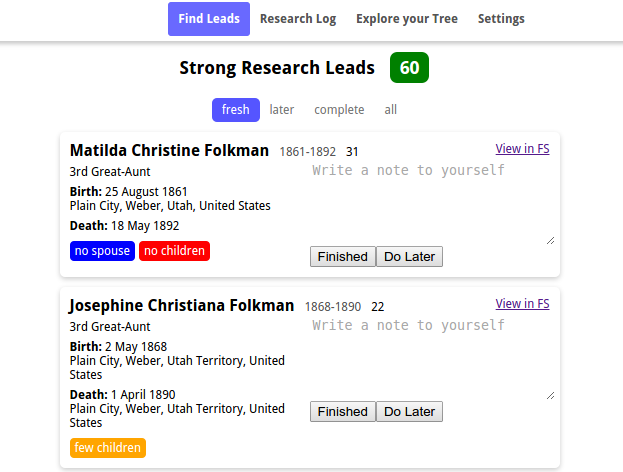 Find Leads Research Log Explore your Tree Settings
Strong Research Leads 60
fresh later complete all
Matilda Christine Folkman 1861-1892 31 View in FS
3rd Great-Aunt
Write a note to yourself
Birth: 25 August 1861
Plain City, Weber, Utah, United States
Death: 18 May 1892
no spouse no children
Finished Do Later
Josephine Christiana Folkman 1868-1890 22 View in FS
3rd Great-Aunt
Write a note to yourself
Birth: 2 May 1868
Plain City, Weber, Utah Territory, United
States
Death: 1 April 1890
Plain City, Weber, Utah Territory, United
States
Finished Do Later
few children